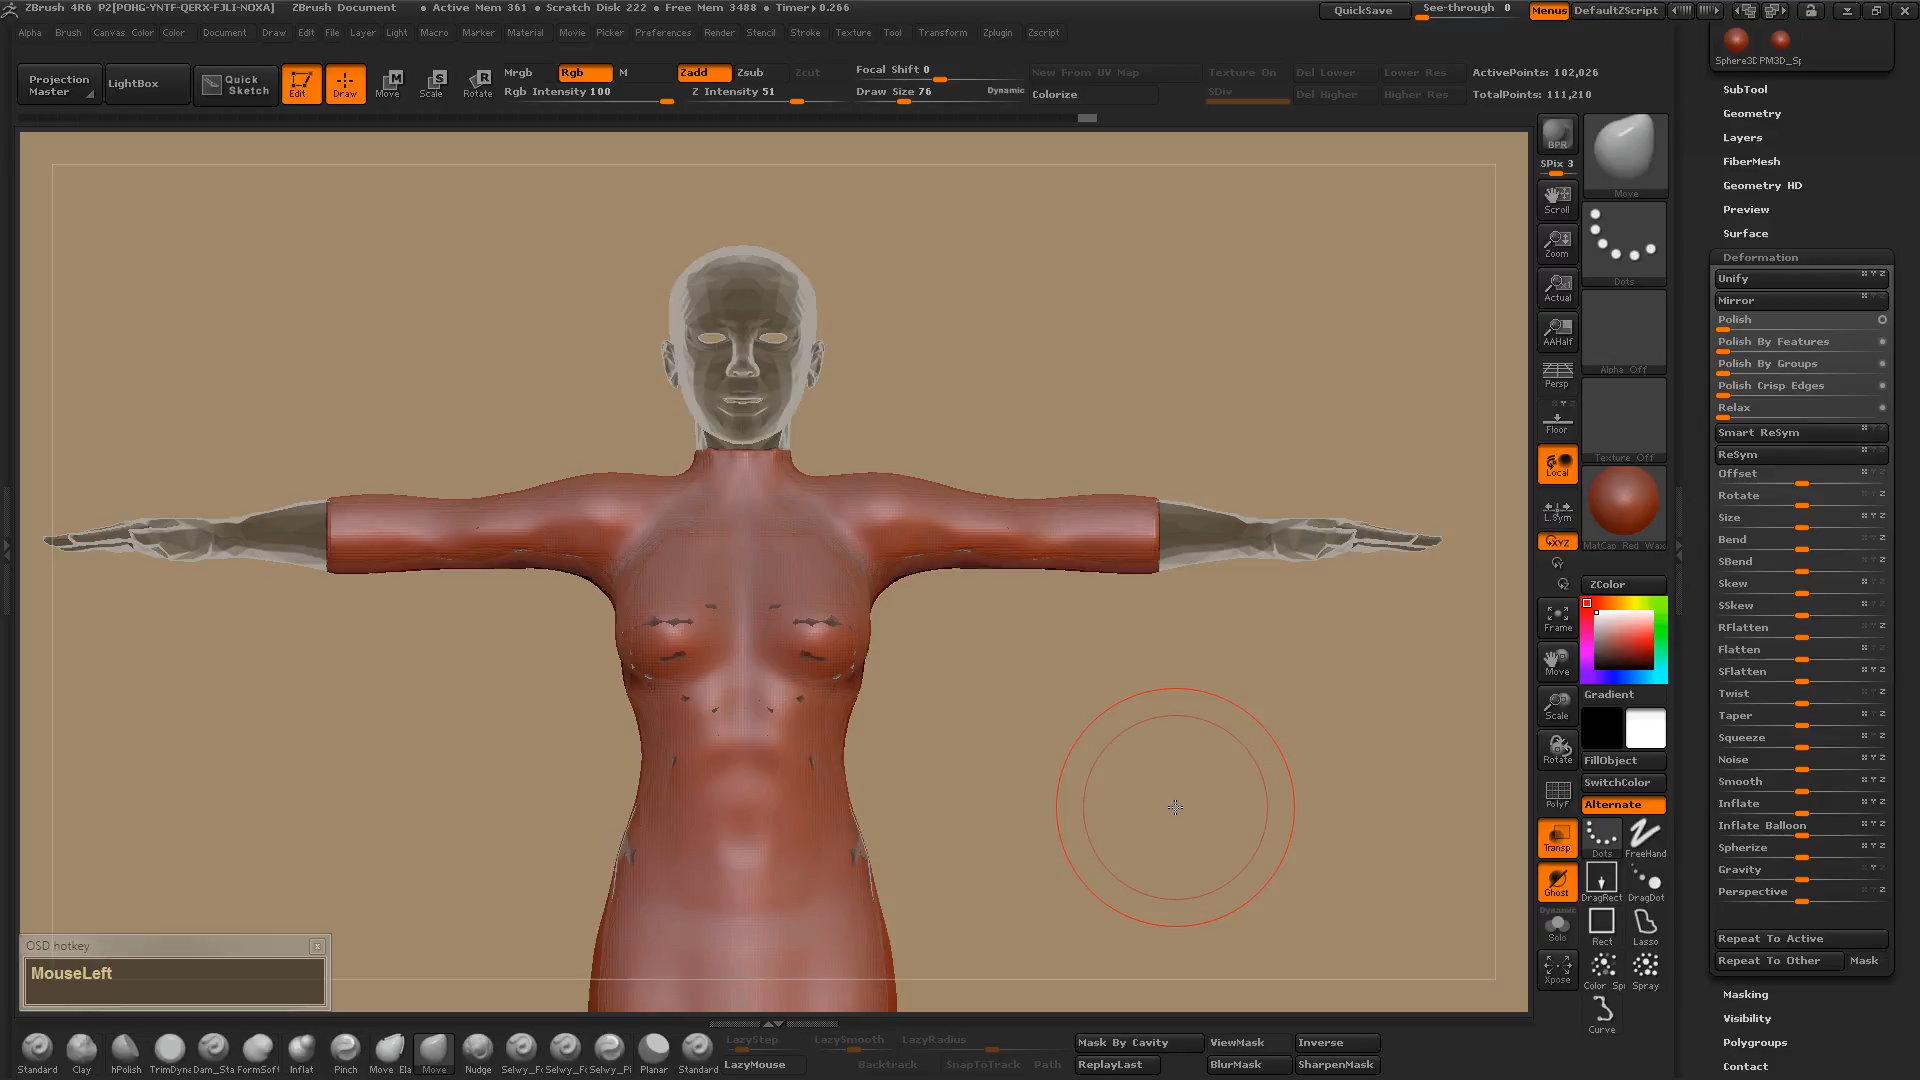 ZBrush 4R6 P2[POHG-YNTF-QERX-FJLI-NOXA] ZBrush Document • Active Mem 361 • Scratch Disk 222 • Free Mem 3488 • Timer▸0.266 QuickSave See-through 0 Menus DefaultZScript
Alpha Brush Canvas Color Color Document Draw Edit File Layer Light Macro Marker Material Movie Picker Preferences Render Stencil Stroke Texture Tool Transform Zplugin Zscript
Projection Master
LightBox
Quick Sketch
Edit
Draw
Move
Scale
Rotate
Mrgb Rgb M
Rgb Intensity 100
Zadd Zsub Zcut
Z Intensity 51
Focal Shift 0
Draw Size 76 Dynamic
New From UV Map
Colorize
Texture On
SDiv
Del Lower
Del Higher
Lower Res
Higher Res
ActivePoints: 102,026
TotalPoints: 111,210
BPR
SPix 3
Scroll
Zoom
Actual
AAHalf
Persp
Floor
Local
L.Sym
XYZ
Frame
Move
Scale
Rotate
PolyF
Transp
Ghost
Dynamic
Solo
Xpose
Move
Dots
Alpha Off
Texture Off
MatCap Red Wax
ZColor
Gradient
FillObject
SwitchColor
Alternate
Dots FreeHand
DragRect DragDot
Rect Lasso
Color Spr Spray
Curve
SubTool
Geometry
Layers
FiberMesh
Geometry HD
Preview
Surface
Deformation
Unify
Mirror
Polish
Polish By Features
Polish By Groups
Polish Crisp Edges
Relax
Smart ReSym
ReSym
Offset
Rotate
Size
Bend
SBend
Skew
SSkew
RFlatten
Flatten
SFlatten
Twist
Taper
Squeeze
Noise
Smooth
Inflate
Inflate Balloon
Spherize
Gravity
Perspective
Repeat To Active
Repeat To Other Mask
Masking
Visibility
Polygroups
Contact
OSD hotkey x
MouseLeft
Standard Clay hPolish TrimDyna Dam_Sta FormSoft Inflat Pinch Move Ela Move Nudge Selwy_Fo Selwy_Fo Selwy_Pi Planar Standard
LazyStep LazySmooth LazyRadius
LazyMouse Backtrack SnapToTrack Path
Mask By Cavity ViewMask Inverse
ReplayLast BlurMask SharpenMask